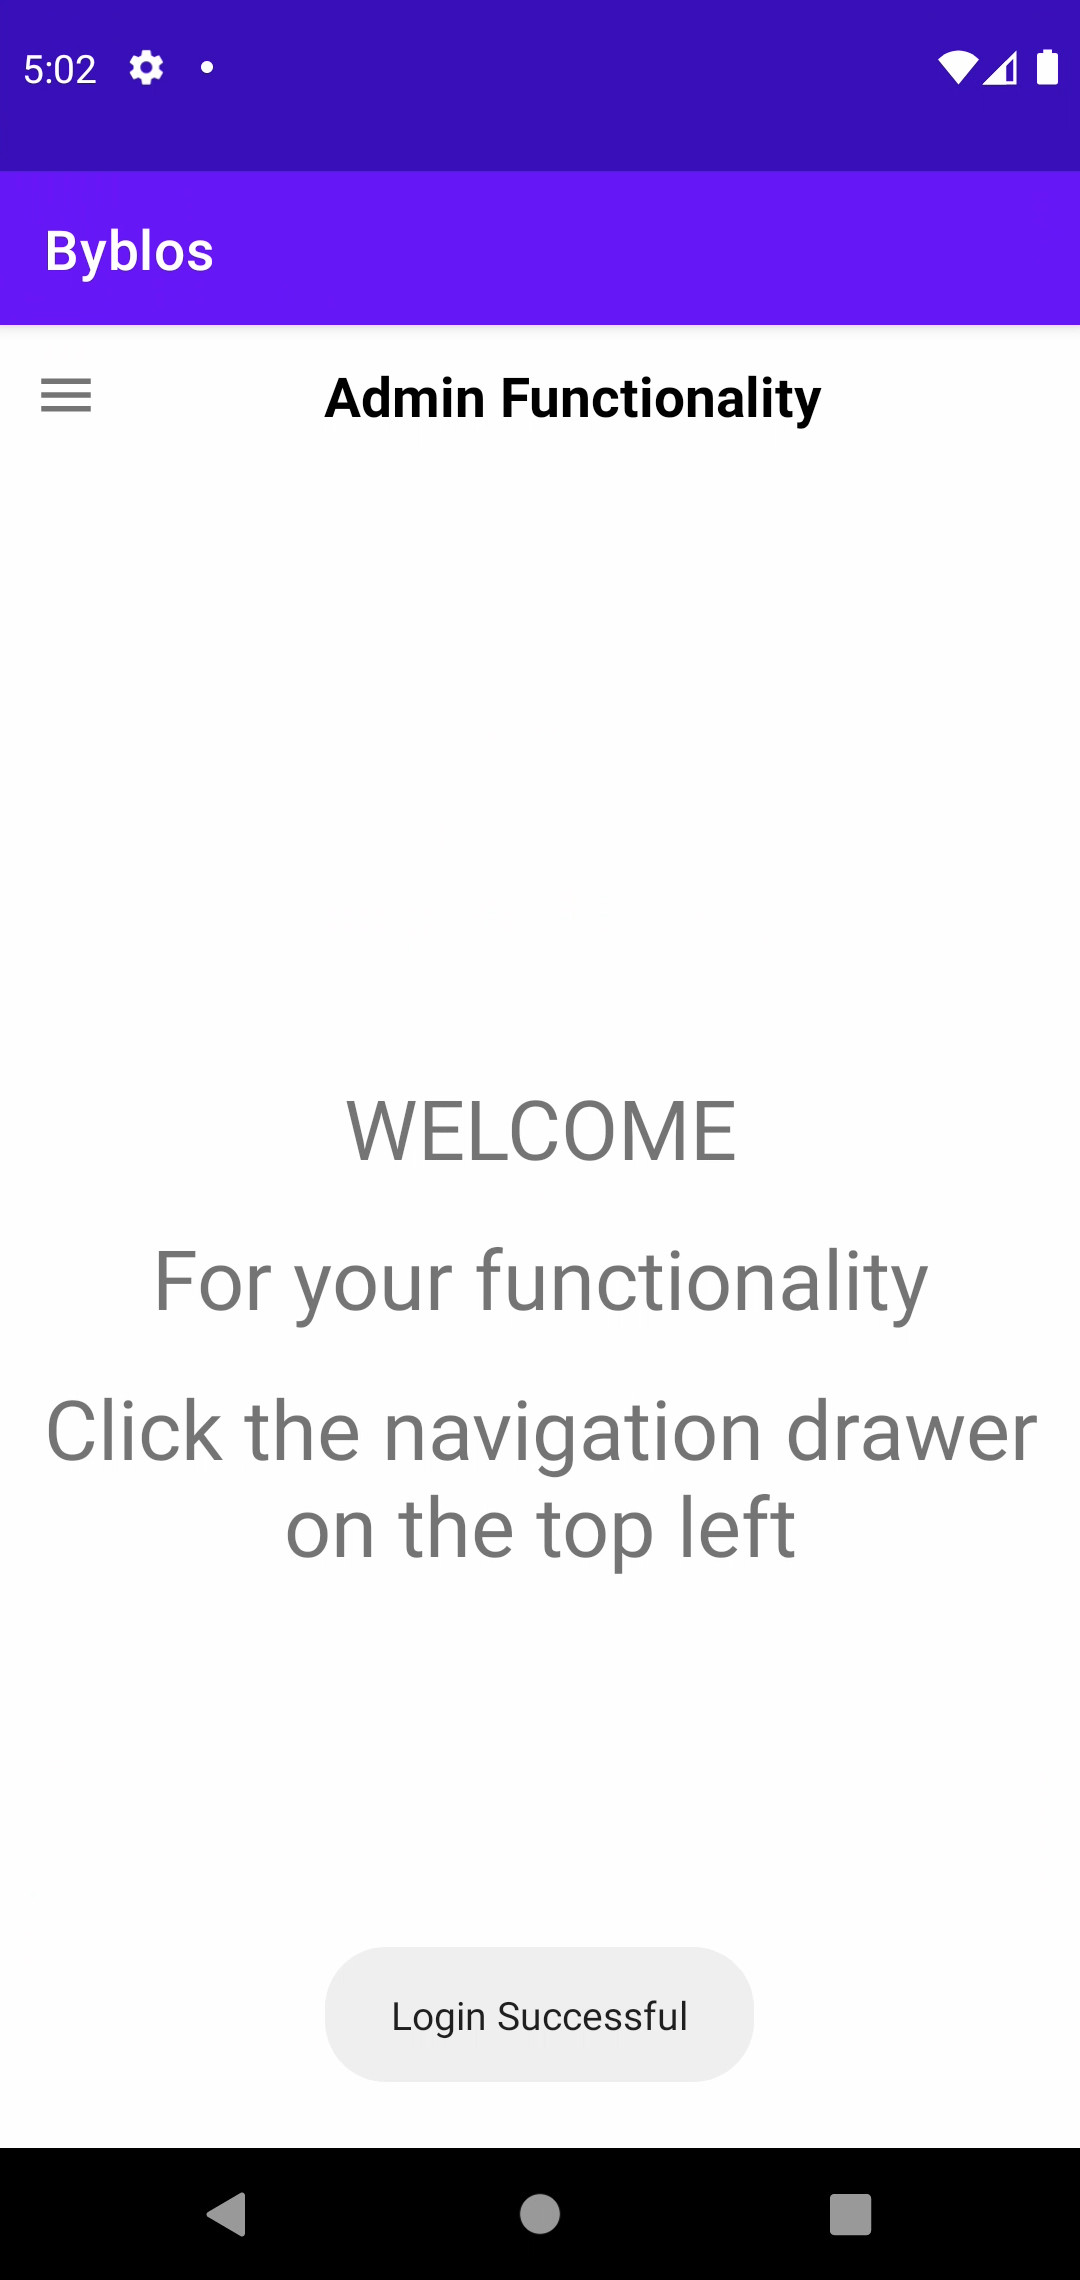 5:02
Byblos
Admin Functionality
WELCOME
For your functionality
Click the navigation drawer
on the top left
Login Successful